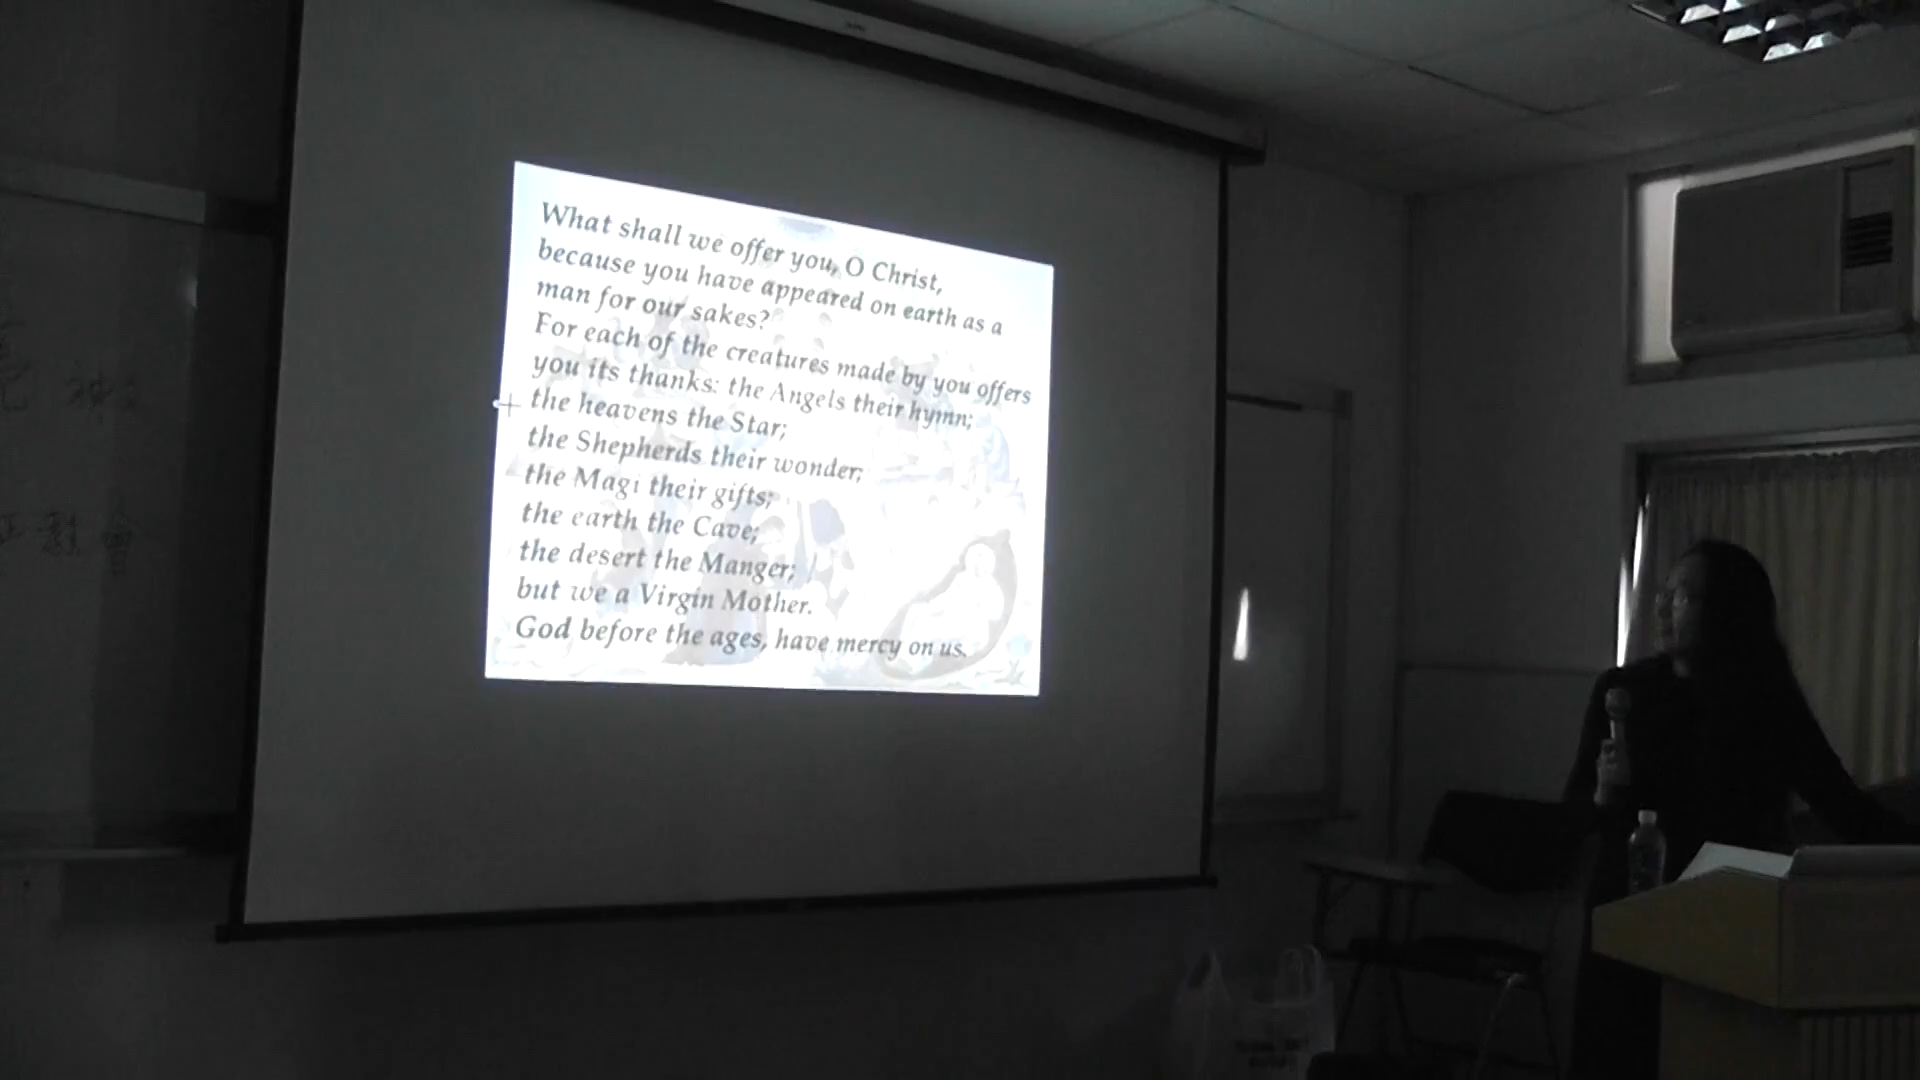 What shall we offer you, O Christ,
because you have appeared on earth as a
man for our sakes?
For each of the creatures made by you offers
you its thanks: the Angels their hymn;
the heavens the Star;
the Shepherds their wonder;
the Magi their gifts;
the earth the Cave;
the desert the Manger;
but we a Virgin Mother.
God before the ages, have mercy on us.